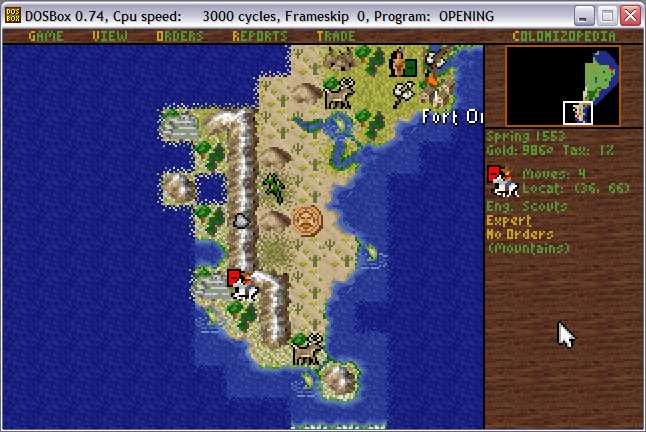 DOSBox 0.74, Cpu speed: 3000 cycles, Frameskip 0, Program: OPENING
GAME VIEW ORDERS REPORTS TRADE COLONIZOPEDIA
Fort
Spring 1553
Gold: 986 Tax: 1%
Moves: 4
Locat: (36, 66)
Eng. Scouts
Expert
No Orders
(Mountains)